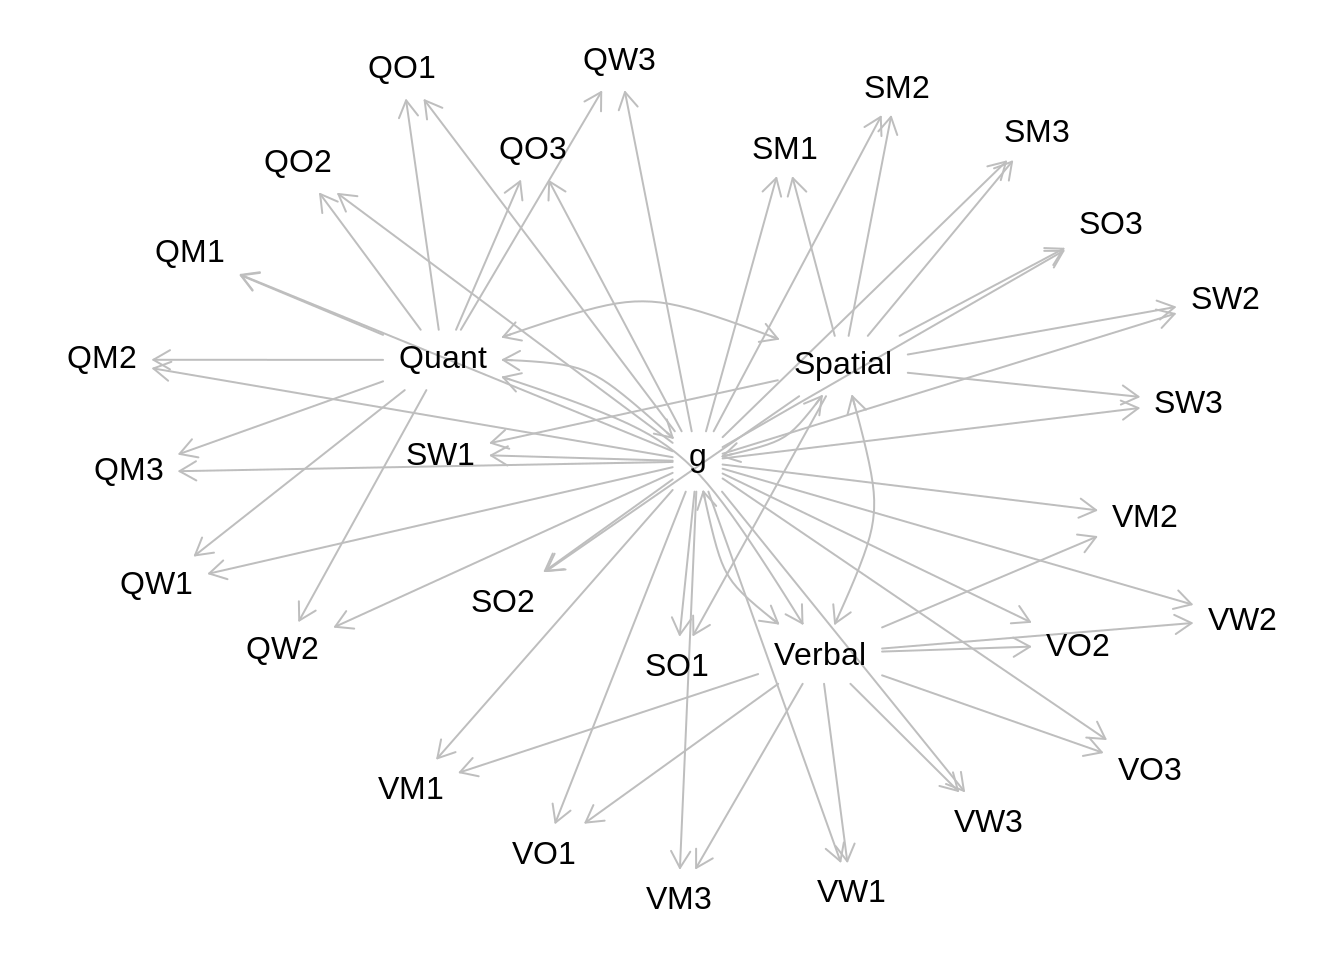 QW3
QO1
SM2
SM3
QO3
SM1
QO2
SO3
QM1
SW2
QM2
Quant
Spatial
SW3
SW1
g
QM3
VM2
QW1
SO2
VW2
QW2
VO2
Verbal
SO1
VO3
VM1
VW3
VO1
VW1
VM3